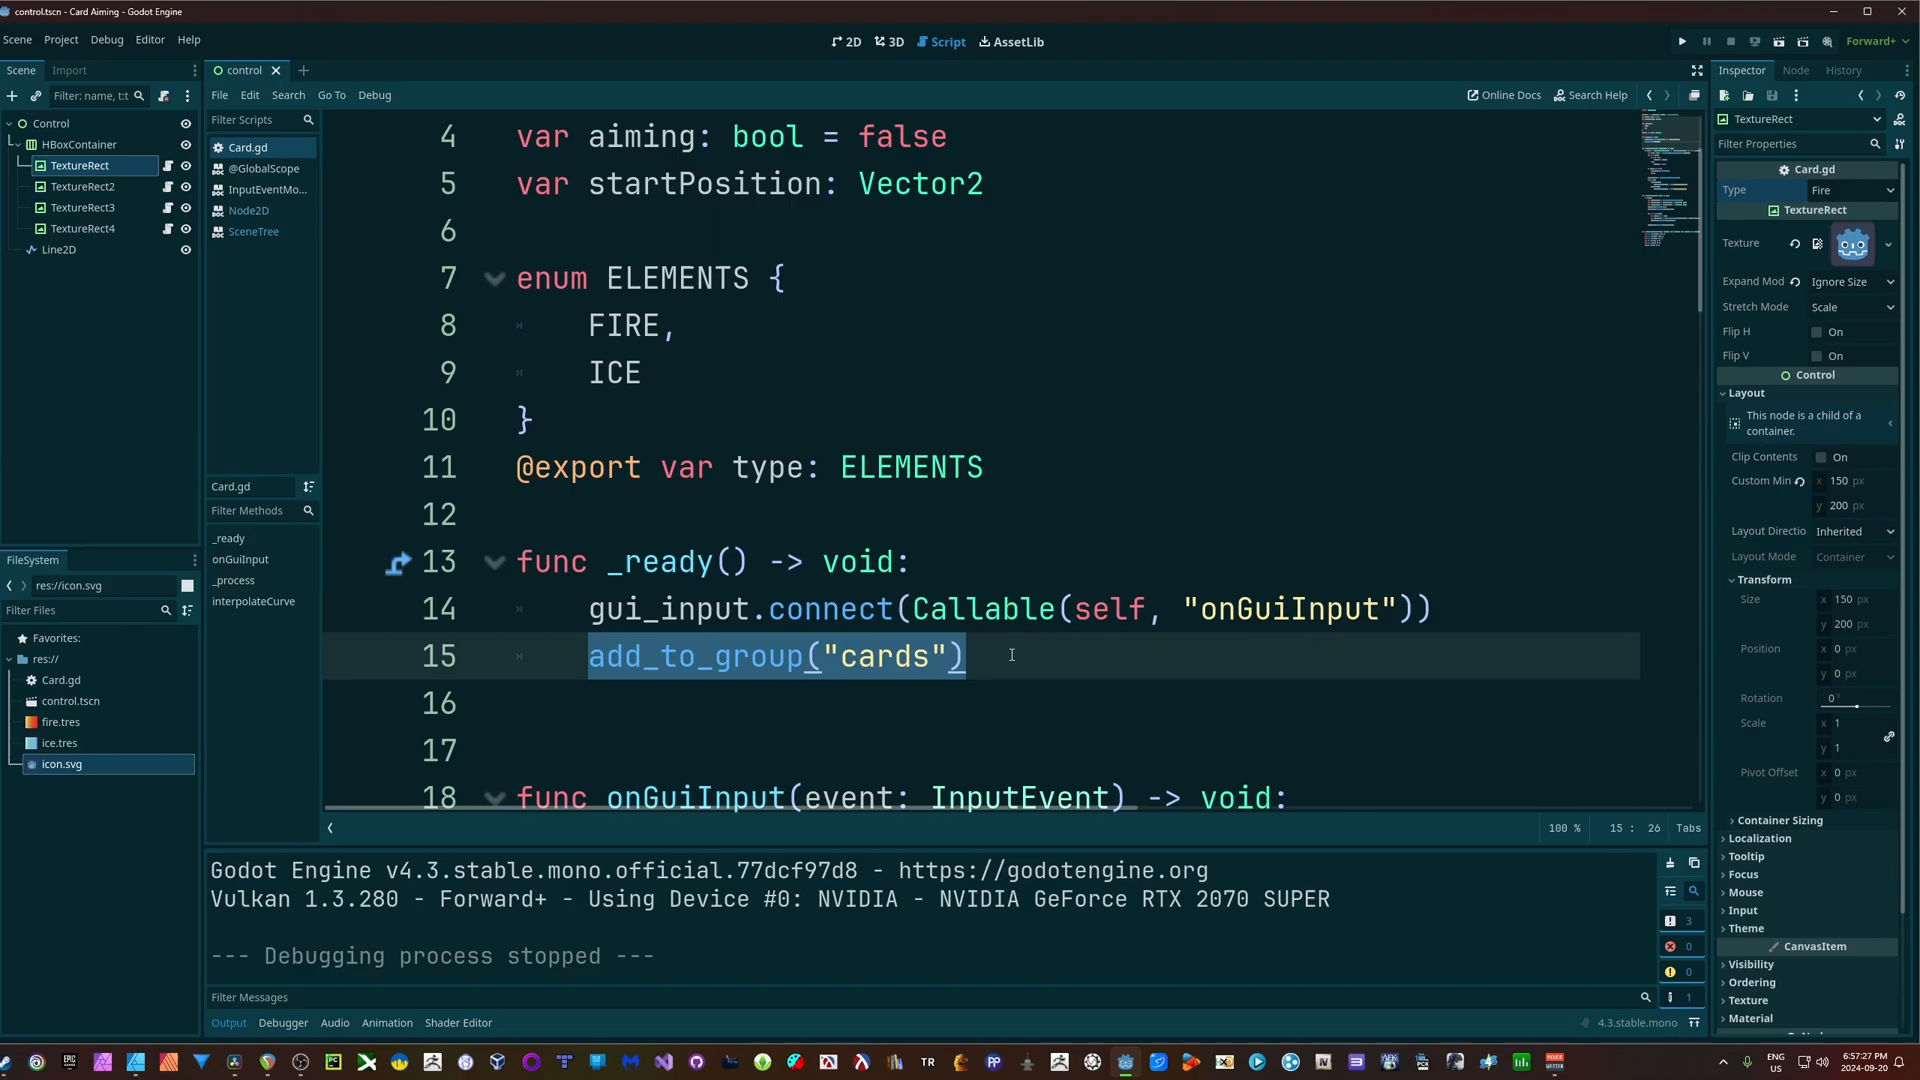 control.tscn - Card Aiming - Godot Engine
Scene Project Debug Editor Help
2D 3D Script AssetLib
Forward+
Scene Import
Filter: name, t:t
Control
HBoxContainer
TextureRect
TextureRect2
TextureRect3
TextureRect4
Line2D
FileSystem
res://icon.svg
Filter Files
Favorites:
res://
Card.gd
control.tscn
fire.tres
ice.tres
icon.svg
control
File Edit Search Go To Debug
Online Docs Search Help
Filter Scripts
Card.gd
@GlobalScope
InputEventMo...
Node2D
SceneTree
Card.gd
Filter Methods
_ready
onGuiInput
_process
interpolateCurve
4 var aiming: bool = false
5 var startPosition: Vector2
6
7 enum ELEMENTS {
8 FIRE,
9 ICE
10 }
11 @export var type: ELEMENTS
12
13 func _ready() -> void:
14 gui_input.connect(Callable(self, "onGuiInput"))
15 add_to_group("cards")
16
17
18 func onGuiInput(event: InputEvent) -> void:
100 % 15 : 26 Tabs
Godot Engine v4.3.stable.mono.official.77dcf97d8 - https://godotengine.org
Vulkan 1.3.280 - Forward+ - Using Device #0: NVIDIA - NVIDIA GeForce RTX 2070 SUPER
--- Debugging process stopped ---
3
0
0
1
Filter Messages
Output Debugger Audio Animation Shader Editor
4.3.stable.mono
Inspector Node History
TextureRect
Filter Properties
Card.gd
Type Fire
TextureRect
Texture
Expand Mod Ignore Size
Stretch Mode Scale
Flip H On
Flip V On
Control
Layout
This node is a child of a
container.
Clip Contents On
Custom Min x 150 px
y 200 px
Layout Directio Inherited
Layout Mode Container
Transform
Size x 150 px
y 200 px
Position x 0 px
y 0 px
Rotation 0 °
Scale x 1
y 1
Pivot Offset x 0 px
y 0 px
Container Sizing
Localization
Tooltip
Focus
Mouse
Input
Theme
CanvasItem
Visibility
Ordering
Texture
Material
ENG
US
6:57:27 PM
2024-09-20